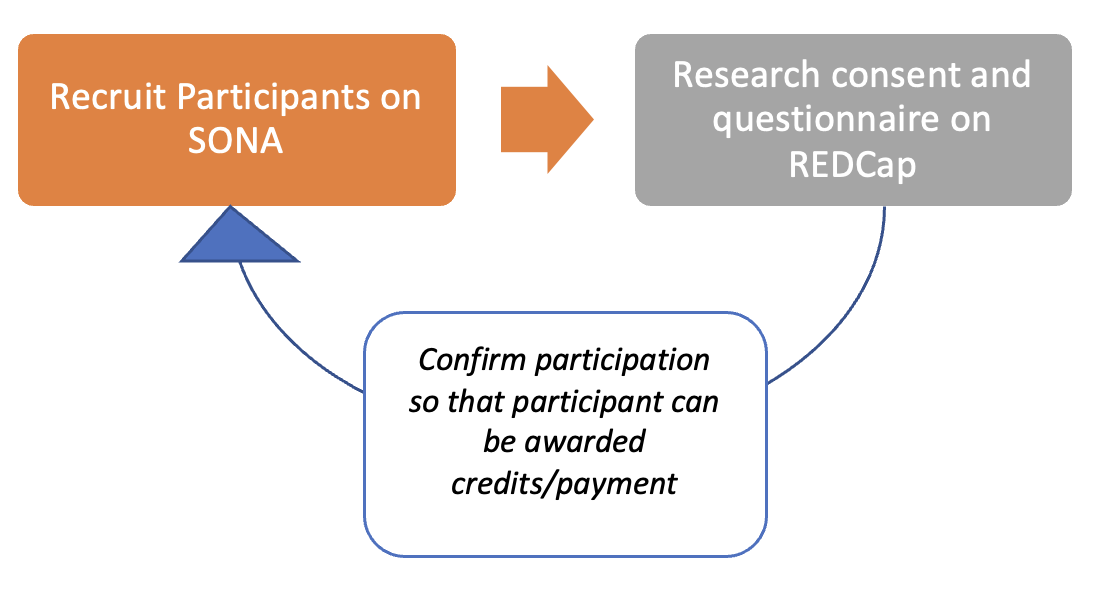 Recruit Participants on
SONA
Research consent and
questionnaire on
REDCap
Confirm participation
so that participant can
be awarded
credits/payment